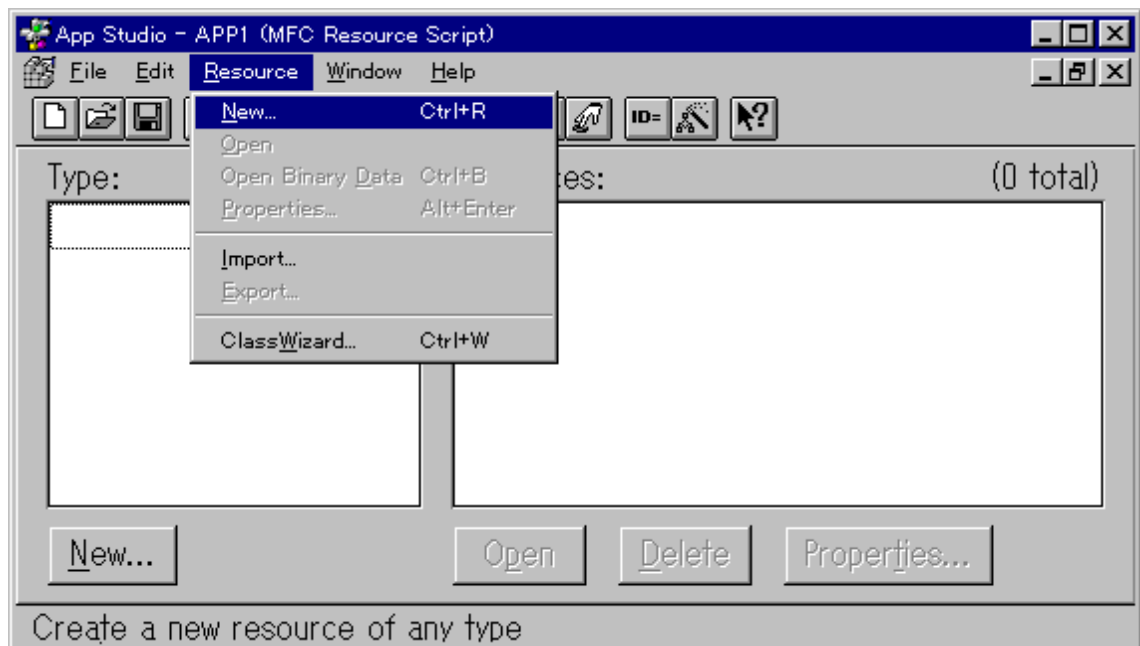 App Studio - APP1 (MFC Resource Script)
File Edit Resource Window Help
New... Ctrl+R
ID=
Open
Open Binary Data Ctrl+B
Properties... Alt+Enter
Type:
ces:
(0 total)
Import...
Export...
ClassWizard... Ctrl+W
New...
Open
Delete
Properties...
Create a new resource of any type